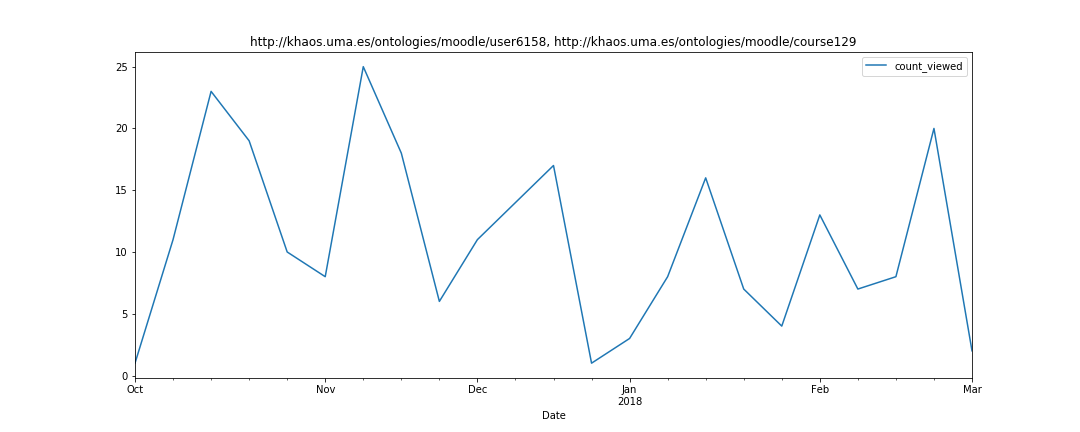 http://khaos.uma.es/ontologies/moodle/user6158, http://khaos.uma.es/ontologies/moodle/course129
count_viewed
25
20
15
10
5
0
Oct Nov Dec Jan Feb Mar
2018
Date